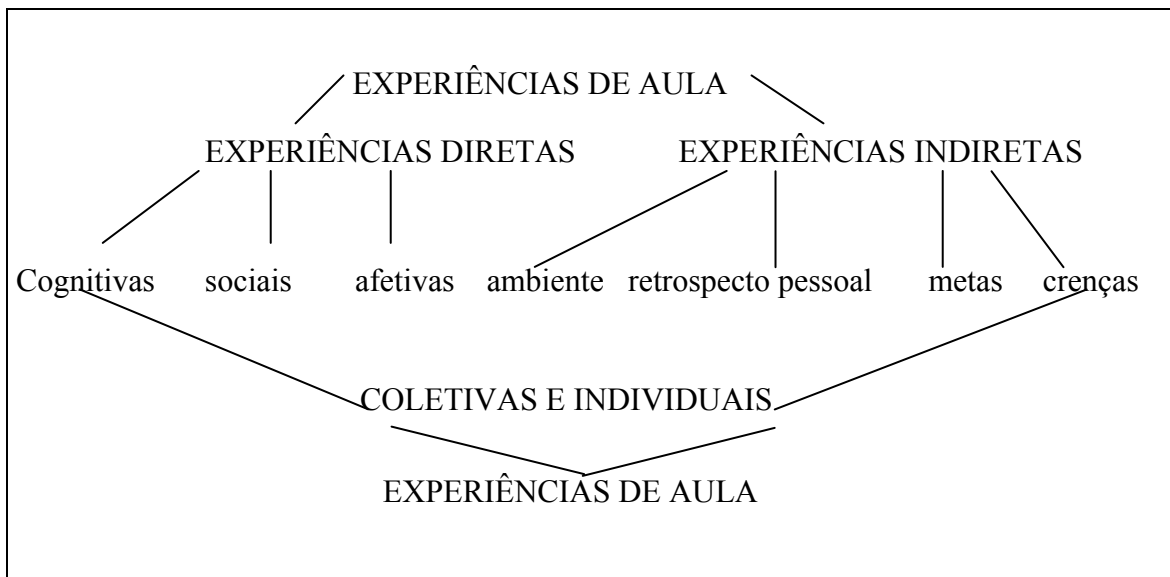 EXPERIÊNCIAS DE AULA
EXPERIÊNCIAS DIRETAS EXPERIÊNCIAS INDIRETAS
Cognitivas sociais afetivas ambiente retrospecto pessoal metas crenças
COLETIVAS E INDIVIDUAIS
EXPERIÊNCIAS DE AULA